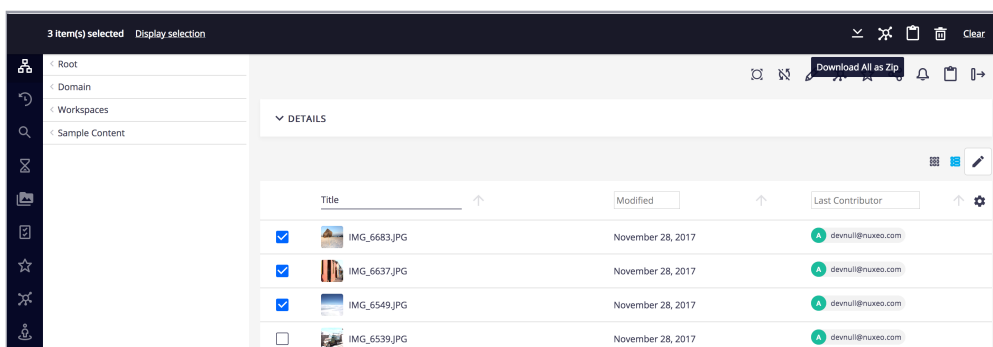 3 item(s) selected Display selection Clear
Download All as Zip
Root
Domain
Workspaces
Sample Content
DETAILS
Title Modified Last Contributor
IMG_6683.JPG November 28, 2017 A devnull@nuxeo.com
IMG_6637.JPG November 28, 2017 A devnull@nuxeo.com
IMG_6549.JPG November 28, 2017 A devnull@nuxeo.com
IMG_6539.JPG November 28, 2017 A devnull@nuxeo.com